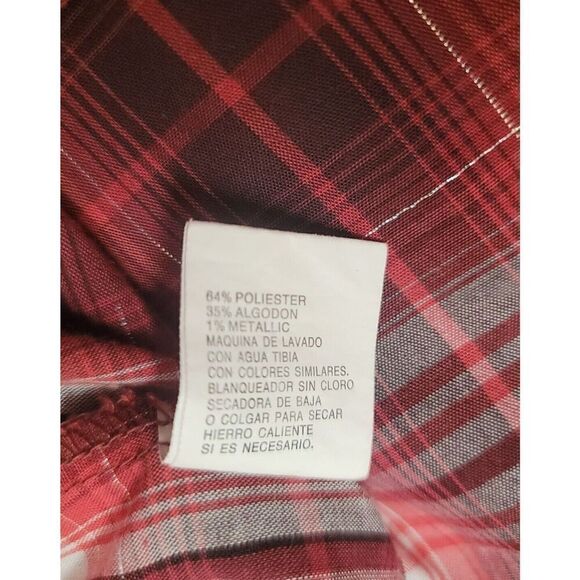 64% POLIESTER
35% ALGODON
1% METALLIC
MAQUINA DE LAVADO
CON AGUA TIBIA
CON COLORES SIMILARES.
BLANQUEADOR SIN CLORO
SECADORA DE BAJA
O COLGAR PARA SECAR
HIERRO CALIENTE
SI ES NECESARIO.